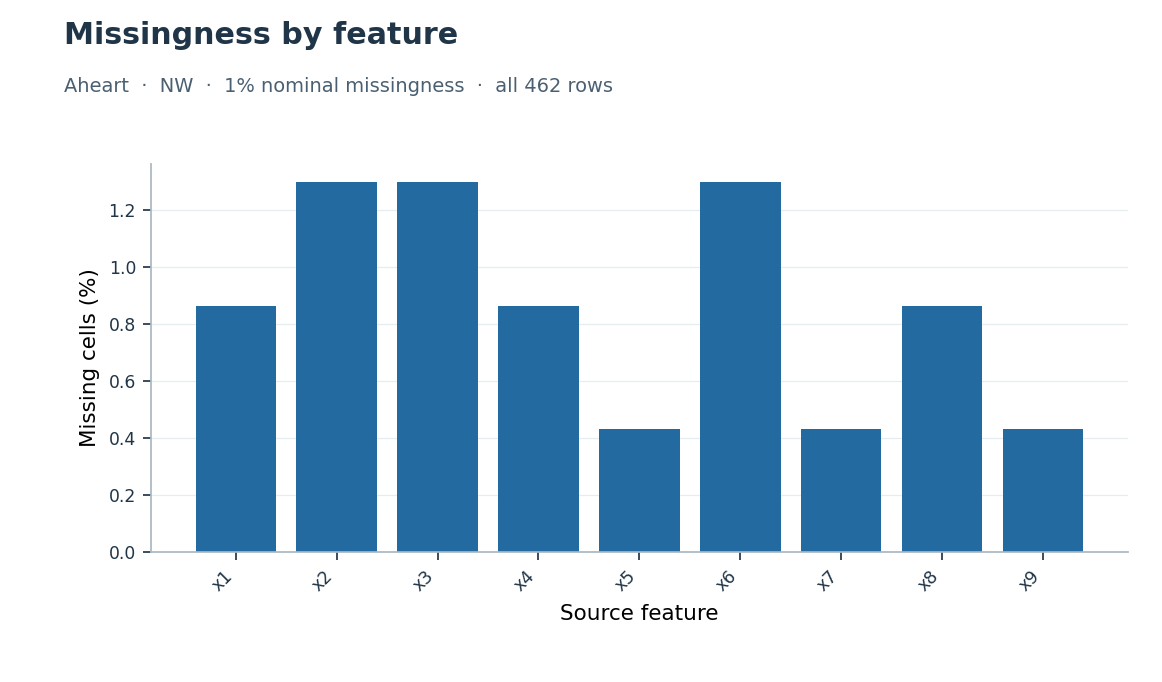 Missingness by feature
Aheart · NW · 1% nominal missingness · all 462 rows
1.2
1.0
0.8
0.6
0.4
0.2
0.0
Missing cells (%)
x1 x2 x3 x4 x5 x6 x7 x8 x9
Source feature